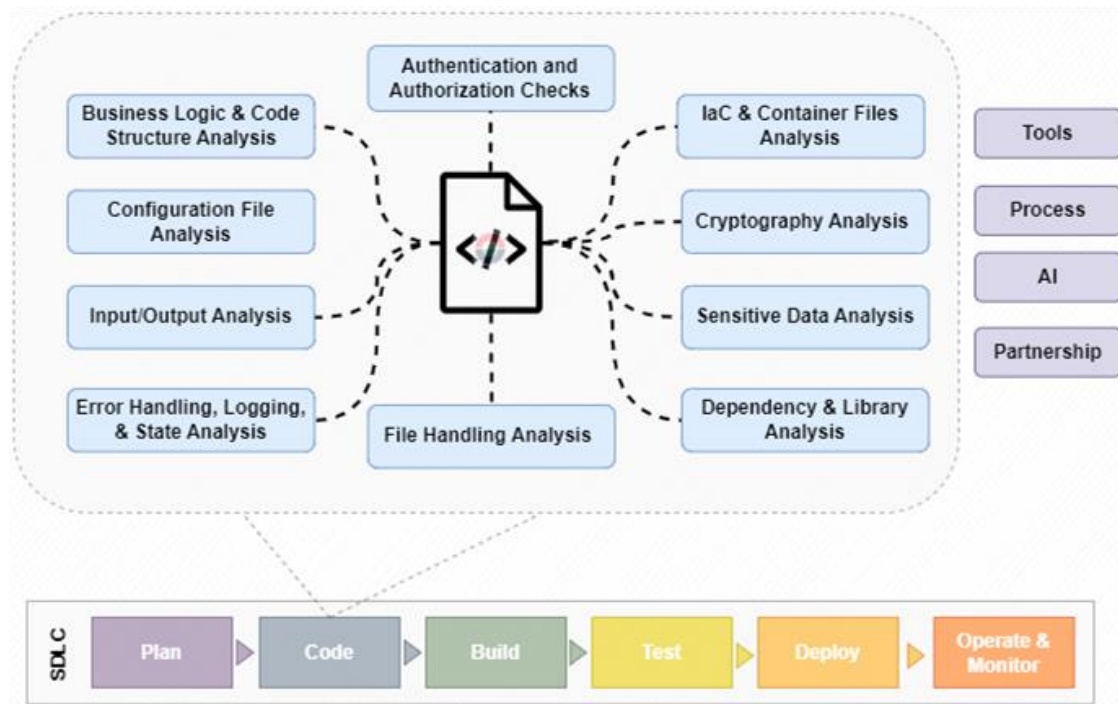 Authentication and
Authorization Checks
Business Logic & Code
Structure Analysis
IaC & Container Files
Analysis
Tools
Configuration File
Analysis
</>
Cryptography Analysis
Process
AI
Input/Output Analysis
Sensitive Data Analysis
Partnership
Error Handling, Logging,
& State Analysis
File Handling Analysis
Dependency & Library
Analysis
SDLC
Plan
Code
Build
Test
Deploy
Operate &
Monitor